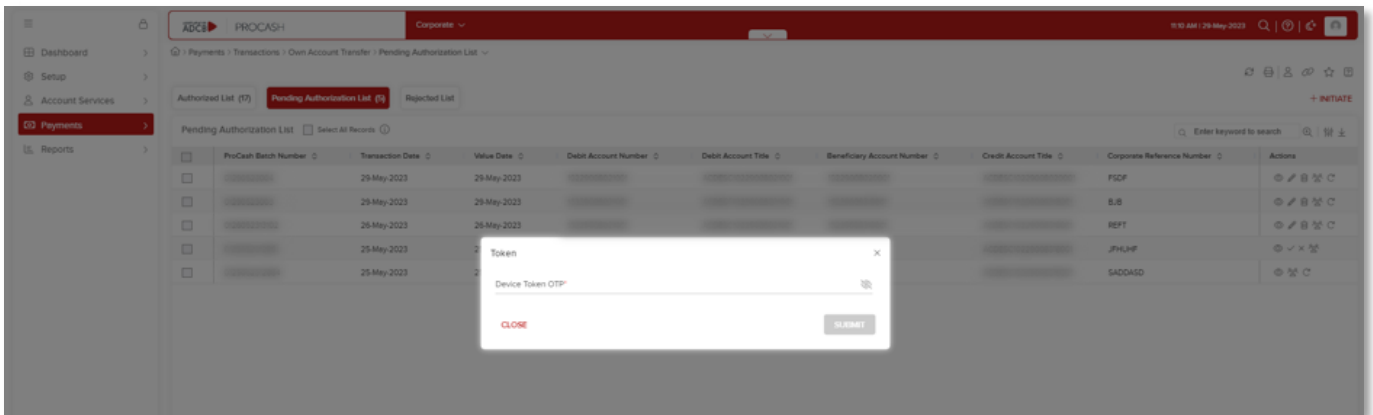 ADCB PROCASH Corporate 11:10 AM | 29-May-2023
Dashboard
Payments > Transactions > Own Account Transfer > Pending Authorization List
Setup
Account Services
Authorized List (17) Pending Authorization List (5) Rejected List + INITIATE
Payments
Pending Authorization List Select All Records Enter keyword to search
Reports
ProCash Batch Number Transaction Date Value Date Debit Account Number Debit Account Title Beneficiary Account Number Credit Account Title Corporate Reference Number Actions
29-May-2023 29-May-2023 FSDF
29-May-2023 29-May-2023 BJB
26-May-2023 26-May-2023 REFT
25-May-2023 2 JPHUHP
25-May-2023 2 SADDASD
Token
Device Token OTP*
CLOSE SUBMIT